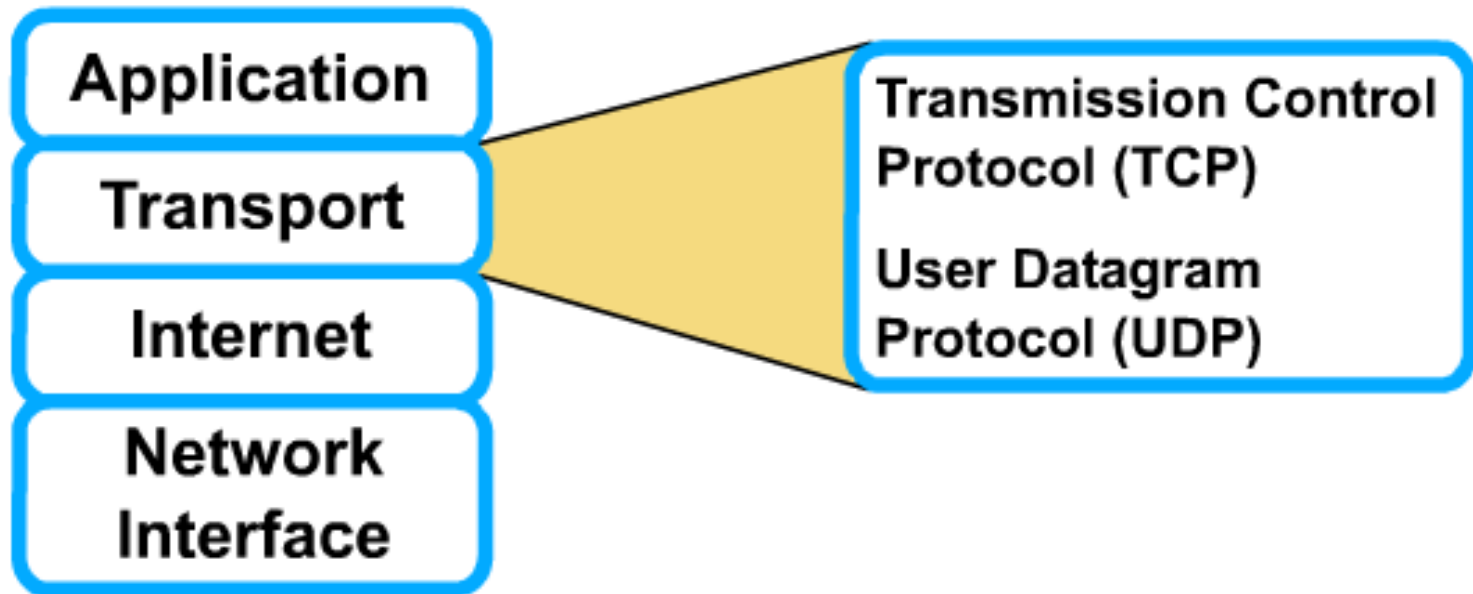 Application
Transport
Internet
Network
Interface
Transmission Control
Protocol (TCP)
User Datagram
Protocol (UDP)